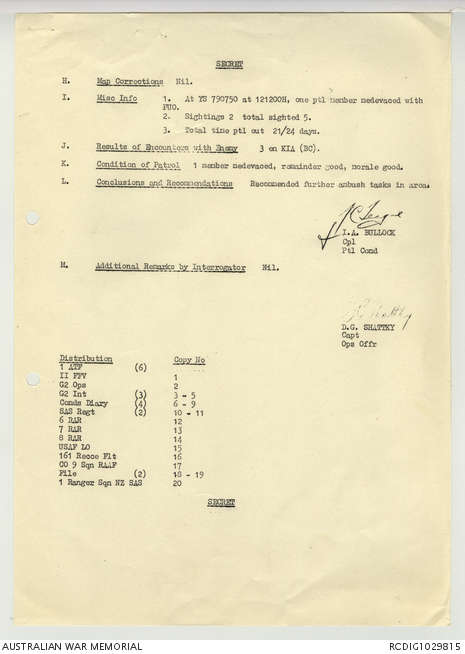 SECRET
H. Map Corrections Nil.
I. Misc Info 1. At YS 790750 at 121200H, one ptl member medevaced with
FUO.
2. Sightings 2 total sighted 5.
3. Total time ptl out 21/24 days.
J. Results of Encounters with Enemy 3 en KIA (BC).
K. Condition of Patrol 1 member medevaced, remainder good, morale good.
L. Conclusions and Recomendations Recomended further ambush tasks in area.
I.A. BULLOCK
Cpl
Ptl Comd
M. Additional Remarks by Interrogator Nil.
D.G. SHATTKY
Capt
Ops Offr
Distribution Copy No
1 ATF (6)
II FFV 1
G2 Ops 2
G2 Int (3) 3 - 5
Comds Diary (4) 6 - 9
SAS Regt (2) 10 - 11
6 RAR 12
7 RAR 13
8 RAR 14
USAF LO 15
161 Recce Flt 16
CO 9 Sqn RAAF 17
File (2) 18 - 19
1 Ranger Sqn NZ SAS 20
SECRET
AUSTRALIAN WAR MEMORIAL RCDIG1029815